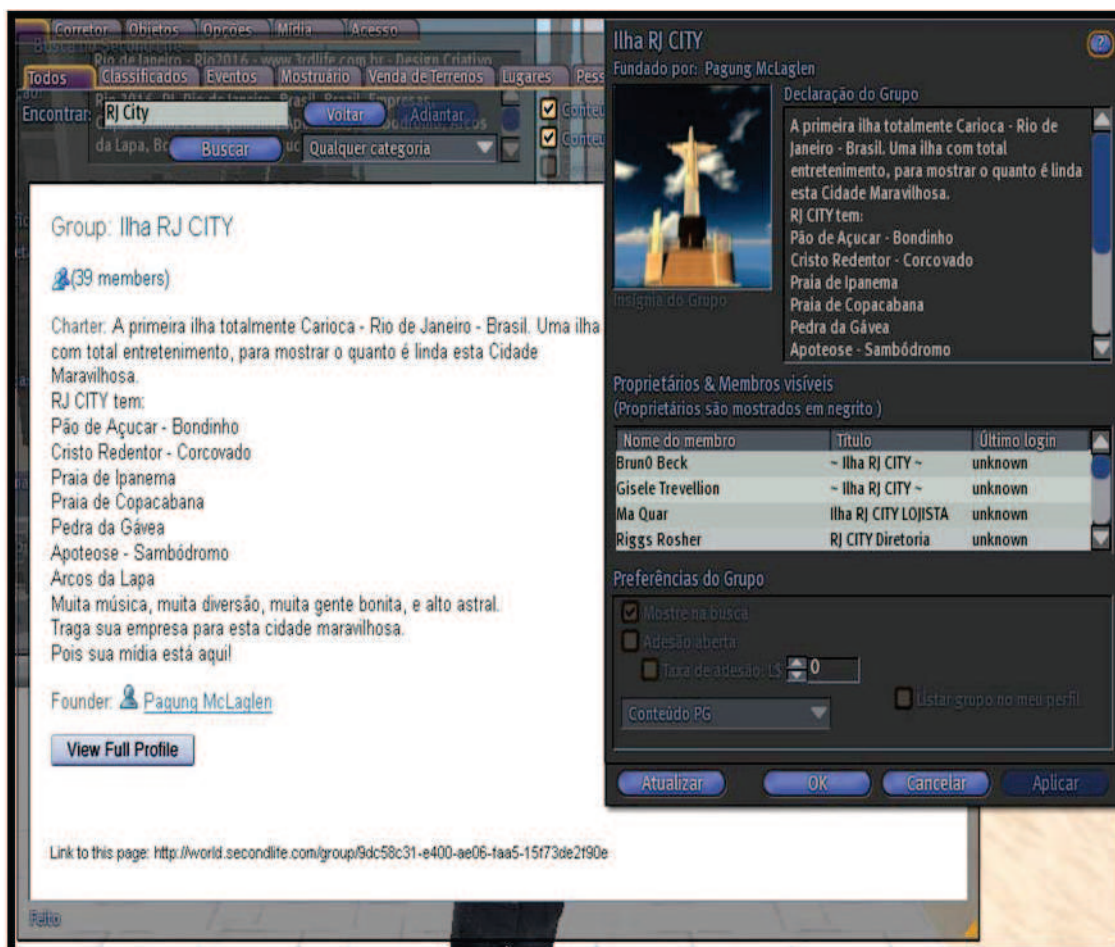 Corretor Objetos Opções Mídia Acesso
Rio de Janeiro - Rio2016 - www.3rdlife.com.br - Design Criativo
Todos Classificados Eventos Mostruário Venda de Terrenos Lugares Pess
Encontrar: RJ City Voltar Adiantar
da Lapa, Buscar Qualquer categoria
Group: Ilha RJ CITY
(39 members)
Charter: A primeira ilha totalmente Carioca - Rio de Janeiro - Brasil. Uma ilha
com total entretenimento, para mostrar o quanto é linda esta Cidade
Maravilhosa.
RJ CITY tem:
Pão de Açucar - Bondinho
Cristo Redentor - Corcovado
Praia de Ipanema
Praia de Copacabana
Pedra da Gávea
Apoteose - Sambódromo
Arcos da Lapa
Muita música, muita diversão, muita gente bonita, e alto astral.
Traga sua empresa para esta cidade maravilhosa.
Pois sua mídia está aqui!
Founder: Pagung McLaglen
View Full Profile
Link to this page: http://world.secondlife.com/group/9dc58c31-e400-ae06-faa5-15f73de2f90e
Feito
Ilha RJ CITY
?
Fundado por: Pagung McLaglen
Declaração do Grupo
A primeira ilha totalmente Carioca - Rio de
Janeiro - Brasil. Uma ilha com total
entretenimento, para mostrar o quanto é linda
esta Cidade Maravilhosa.
RJ CITY tem:
Pão de Açucar - Bondinho
Cristo Redentor - Corcovado
Praia de Ipanema
Praia de Copacabana
Pedra da Gávea
Apoteose - Sambódromo
Insígnia do Grupo
Proprietários & Membros visíveis
(Proprietários são mostrados em negrito )
Nome do membro Título Último login
Brun0 Beck ~ Ilha RJ CITY ~ unknown
Gisele Trevellion ~ Ilha RJ CITY ~ unknown
Ma Quar Ilha RJ CITY LOJISTA unknown
Riggs Rosher RJ CITY Diretoria unknown
Preferências do Grupo
Mostre na busca
Adesão aberta
Taxa de adesão: L$ 0
Conteúdo PG Listar grupo no meu perfil
Atualizar OK Cancelar Aplicar